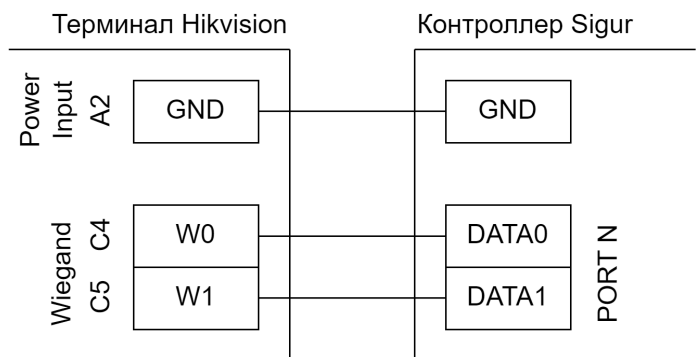 Терминал Hikvision
Контроллер Sigur
Power
Input
A2
GND
GND
Wiegand
C4
W0
DATA0
C5
W1
DATA1
PORT N